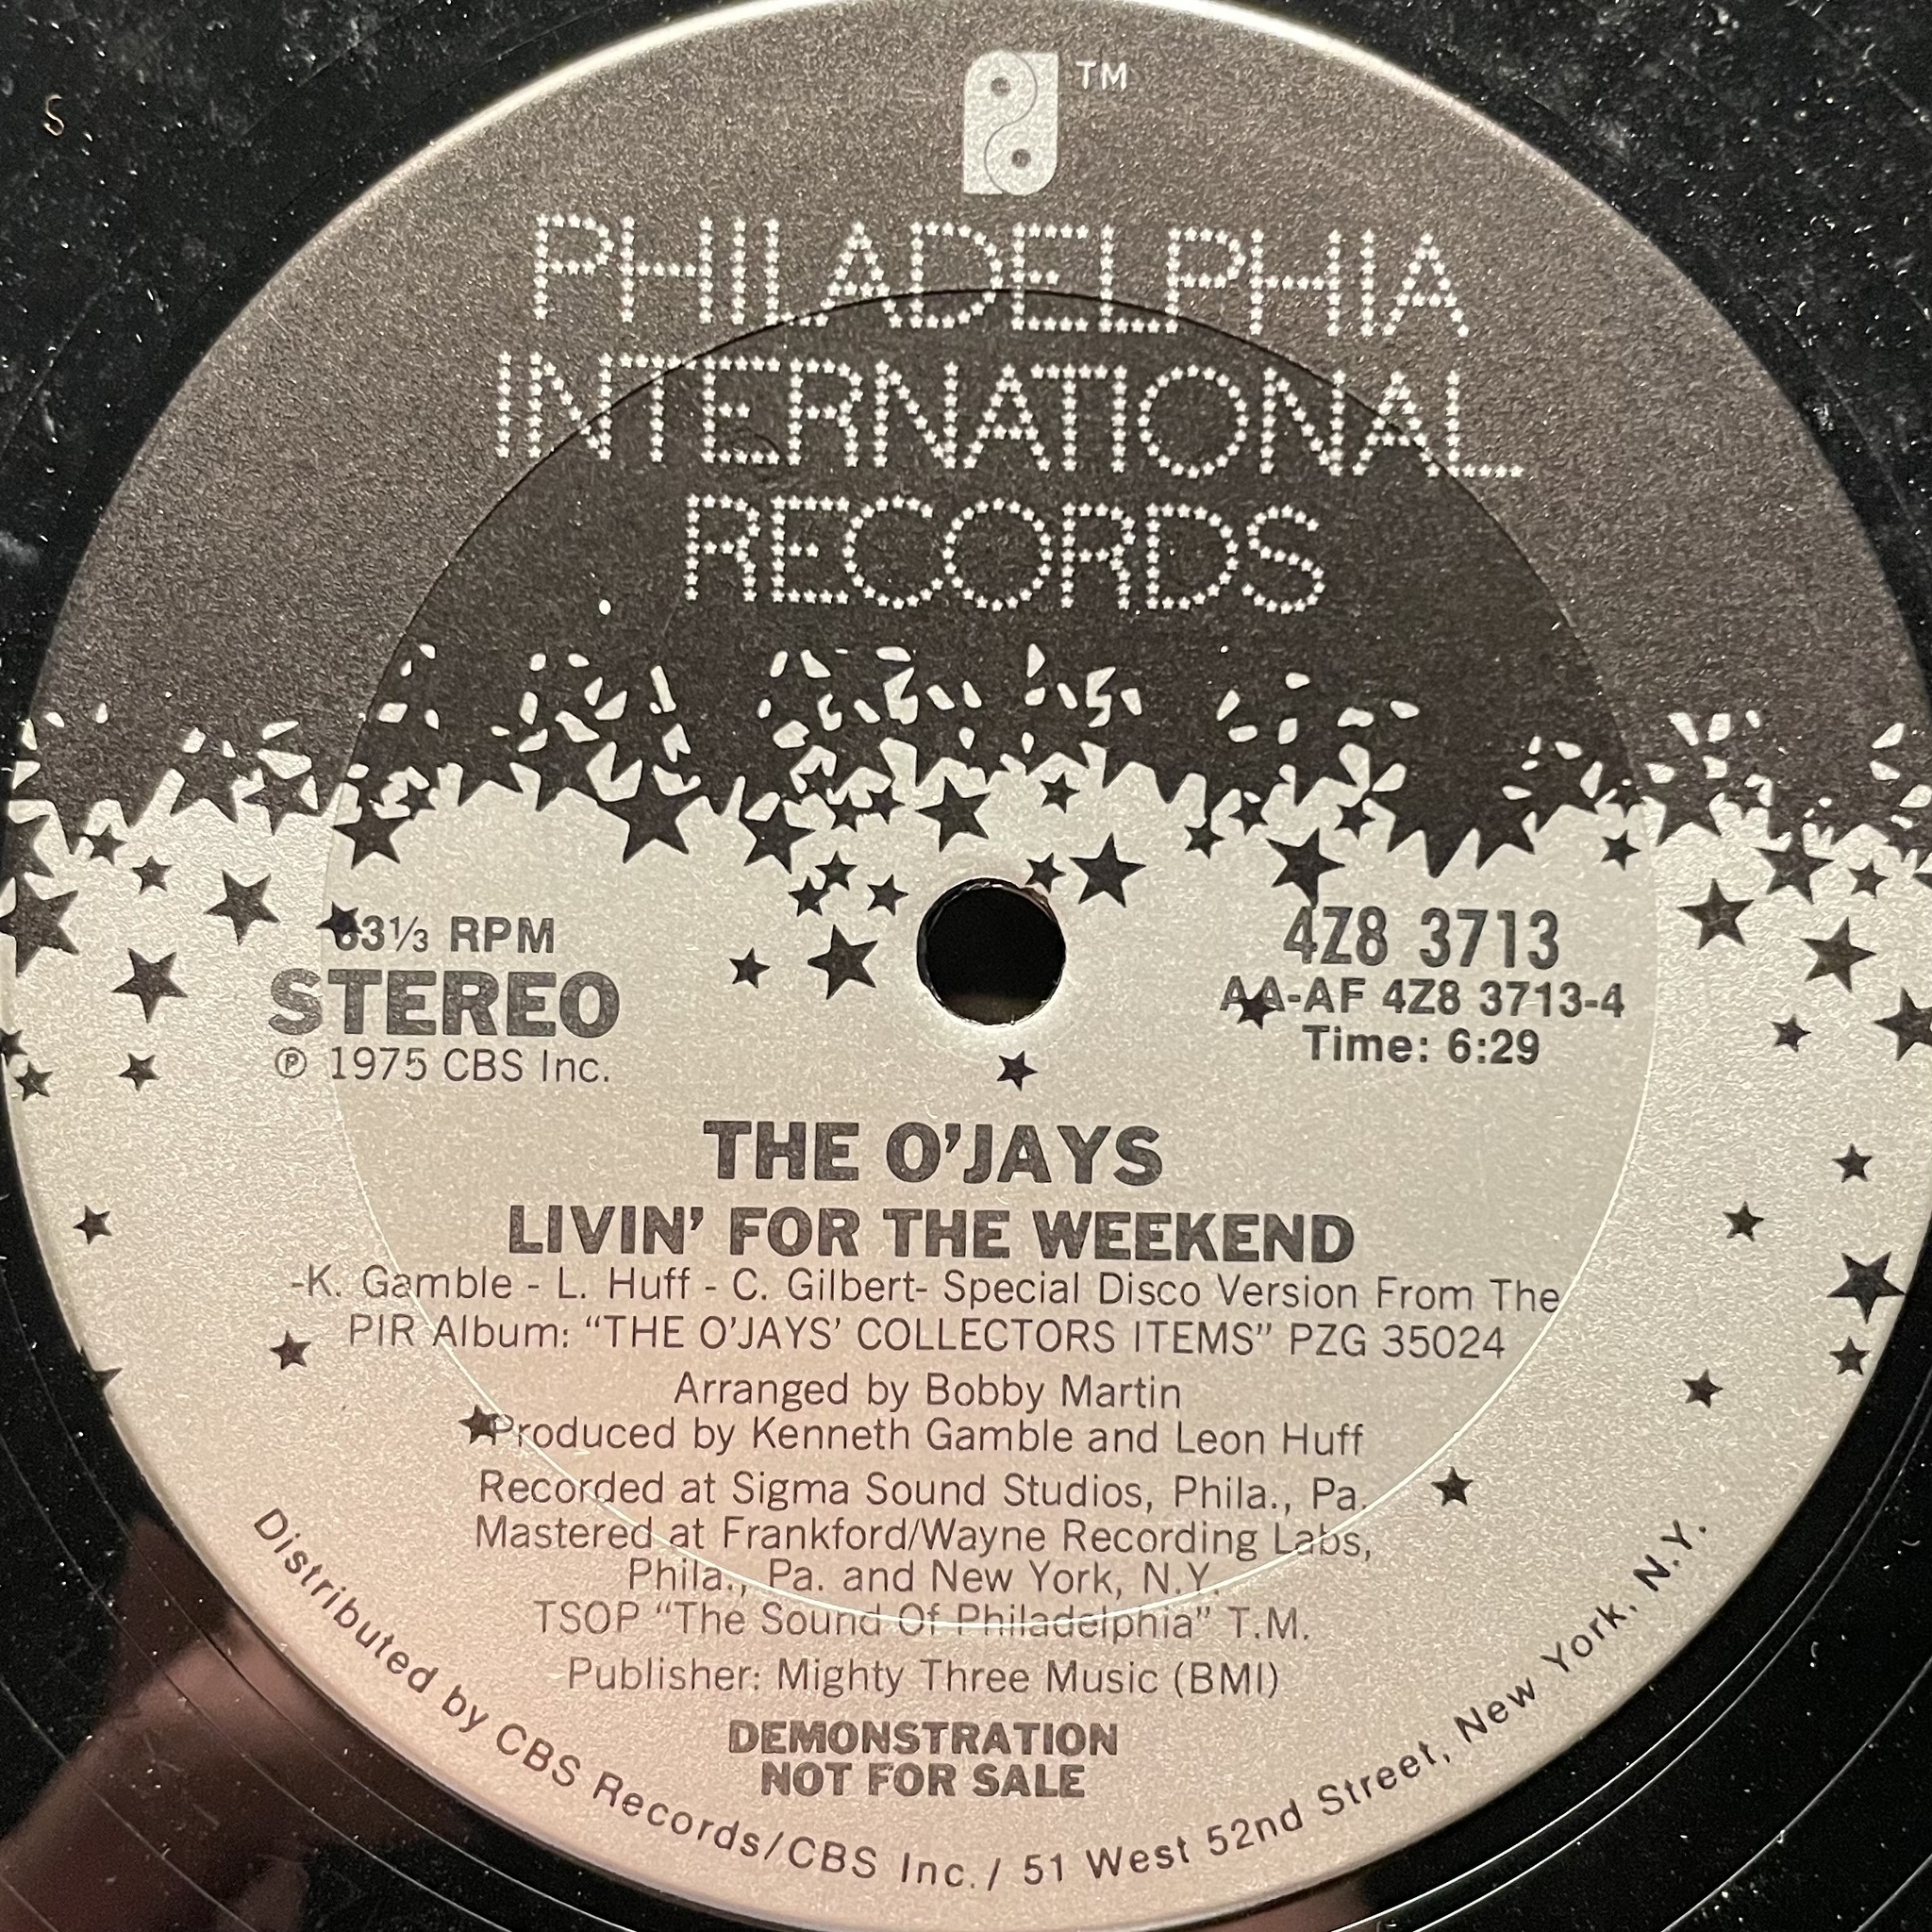 TM
PHILADELPHIA
INTERNATIONAL
RECORDS
33⅓ RPM
STEREO
℗ 1975 CBS Inc.
4Z8 3713
AA-AF 4Z8 3713-4
Time: 6:29
THE O'JAYS
LIVIN' FOR THE WEEKEND
-K. Gamble - L. Huff - C. Gilbert- Special Disco Version From The
PIR Album: "THE O'JAYS' COLLECTORS ITEMS" PZG 35024
Arranged by Bobby Martin
Produced by Kenneth Gamble and Leon Huff
Recorded at Sigma Sound Studios, Phila., Pa.
Mastered at Frankford/Wayne Recording Labs,
Phila., Pa. and New York, N.Y.
TSOP "The Sound Of Philadelphia" T.M.
Publisher: Mighty Three Music (BMI)
DEMONSTRATION
NOT FOR SALE
Distributed by CBS Records/CBS Inc./ 51 West 52nd Street, New York, N.Y.